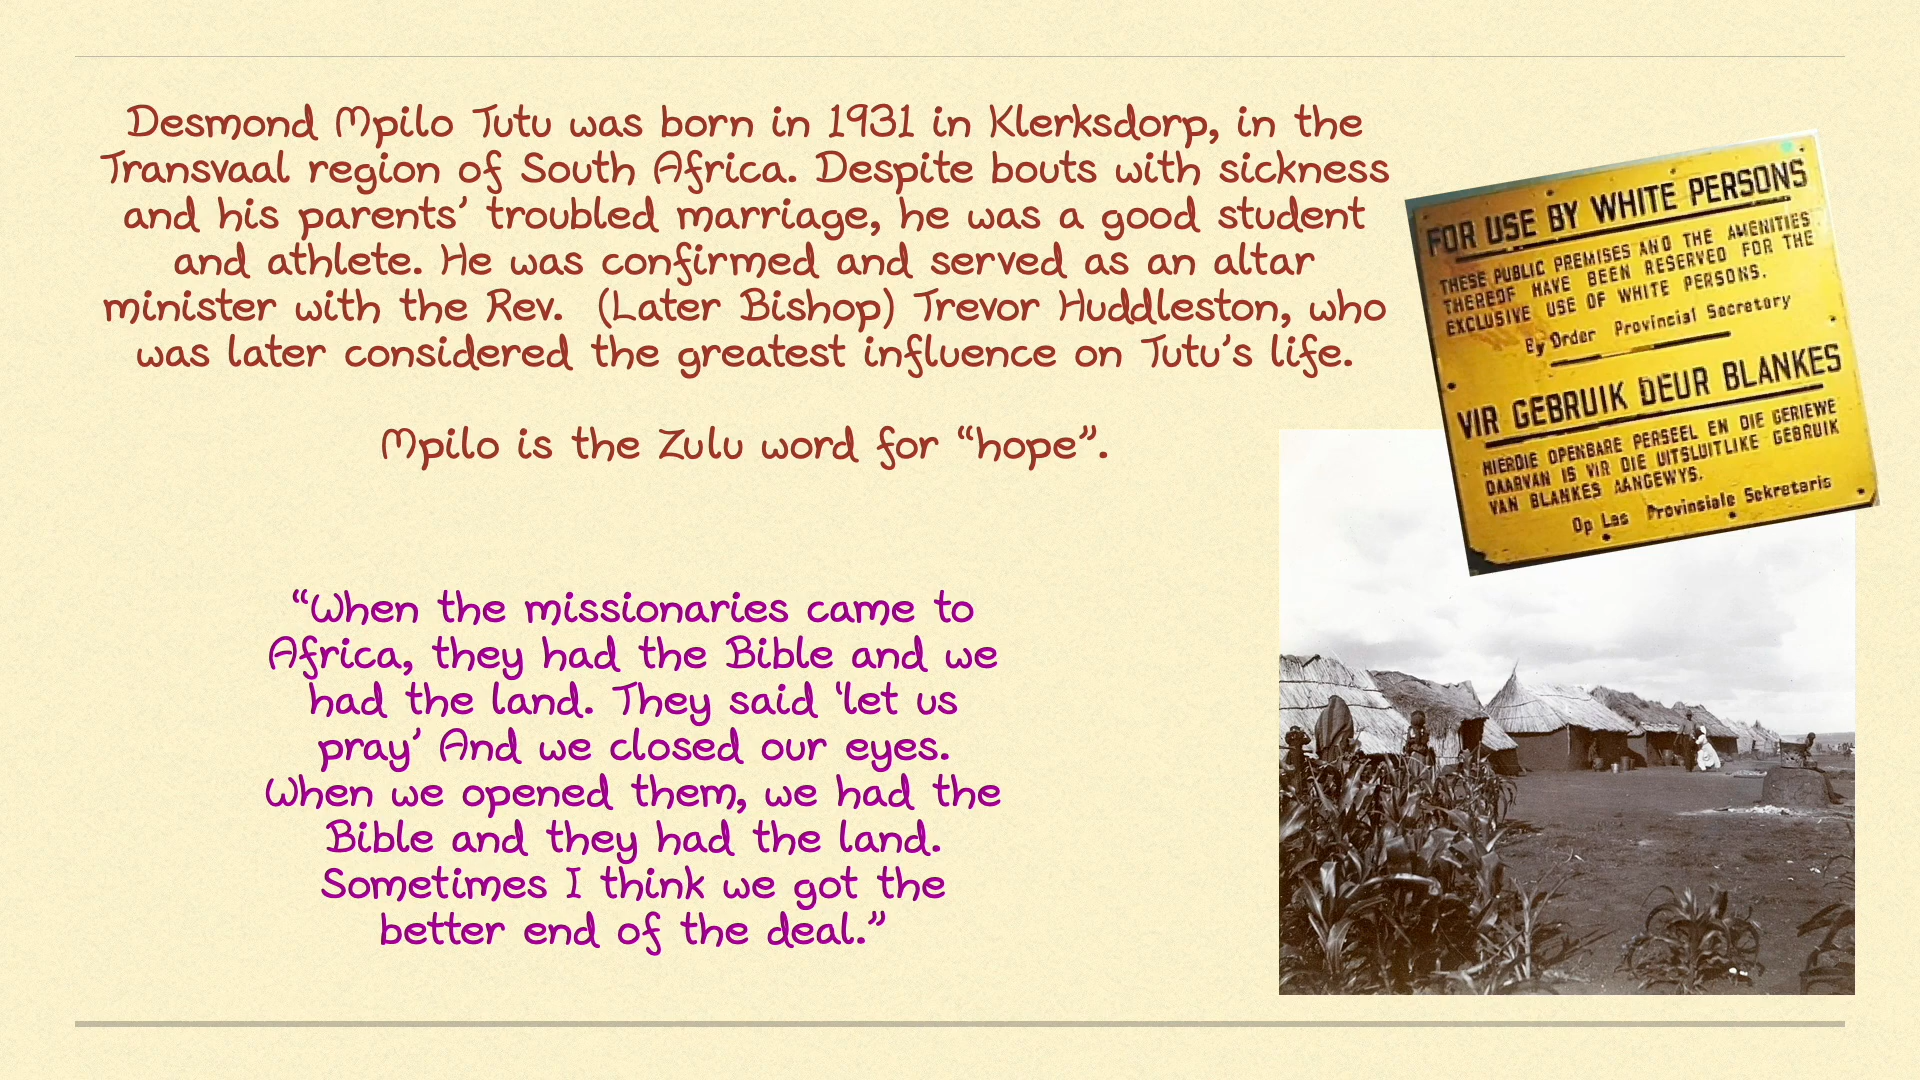 Desmond Mpilo Tutu was born in 1931 in Klerksdorp, in the
Transvaal region of South Africa. Despite bouts with sickness
and his parents’ troubled marriage, he was a good student
and athlete. He was confirmed and served as an altar
minister with the Rev.  (Later Bishop) Trevor Huddleston, who
was later considered the greatest influence on Tutu’s life.
Mpilo is the Zulu word for “hope”.
“When the missionaries came to
Africa, they had the Bible and we
had the land. They said ‘let us
pray’ And we closed our eyes.
When we opened them, we had the
Bible and they had the land.
Sometimes I think we got the
better end of the deal.”
FOR USE BY WHITE PERSONS
THESE PUBLIC PREMISES AND THE AMENITIES
THEREOF HAVE BEEN RESERVED FOR THE
EXCLUSIVE USE OF WHITE PERSONS.
By Order Provincial Secretary
VIR GEBRUIK DEUR BLANKES
HIERDIE OPENBARE PERSEEL EN DIE GERIEWE
DAARVAN IS VIR DIE UITSLUITLIKE GEBRUIK
VAN BLANKES AANGEWYS.
Op Las Provinsiale Sekretaris